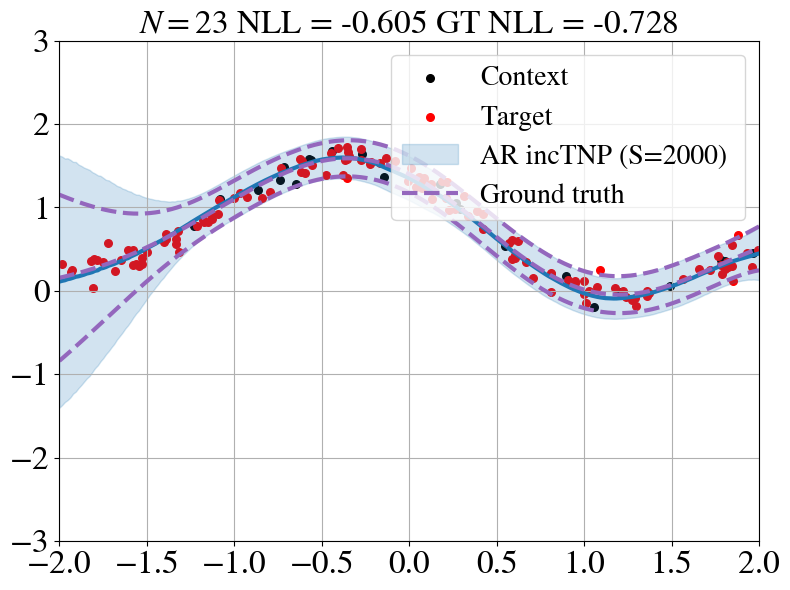 N = 23 NLL = -0.605 GT NLL = -0.728
3
2
1
0
−1
−2
−3
Context
Target
AR incTNP (S=2000)
Ground truth
−2.0 −1.5 −1.0 −0.5 0.0 0.5 1.0 1.5 2.0